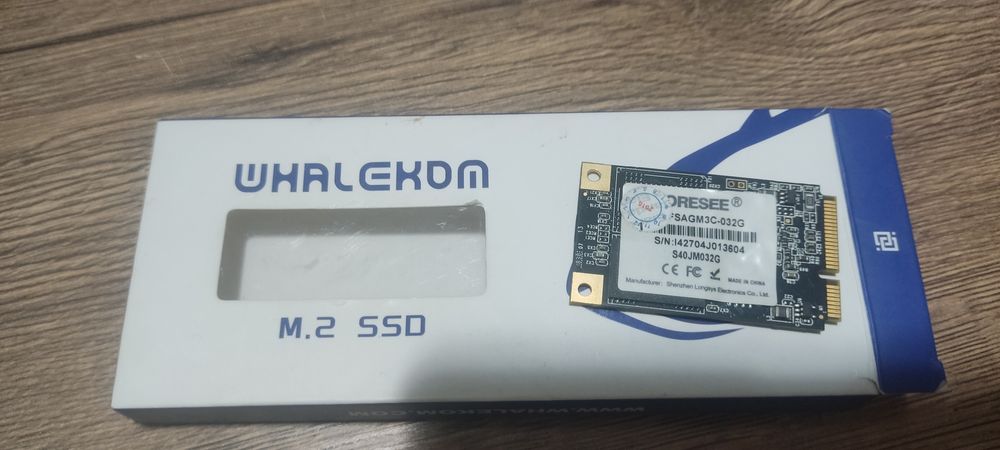 WHALEKOM
M.2 SSD
WWW.WHALEKOM.COM
ORESEE®
FSAGM3C-032G
S/N:I42704J013604
S40JM032G
CE FC
MADE IN CHINA
Manufacturer: Shenzhen Longsys Electronics Co., Ltd.